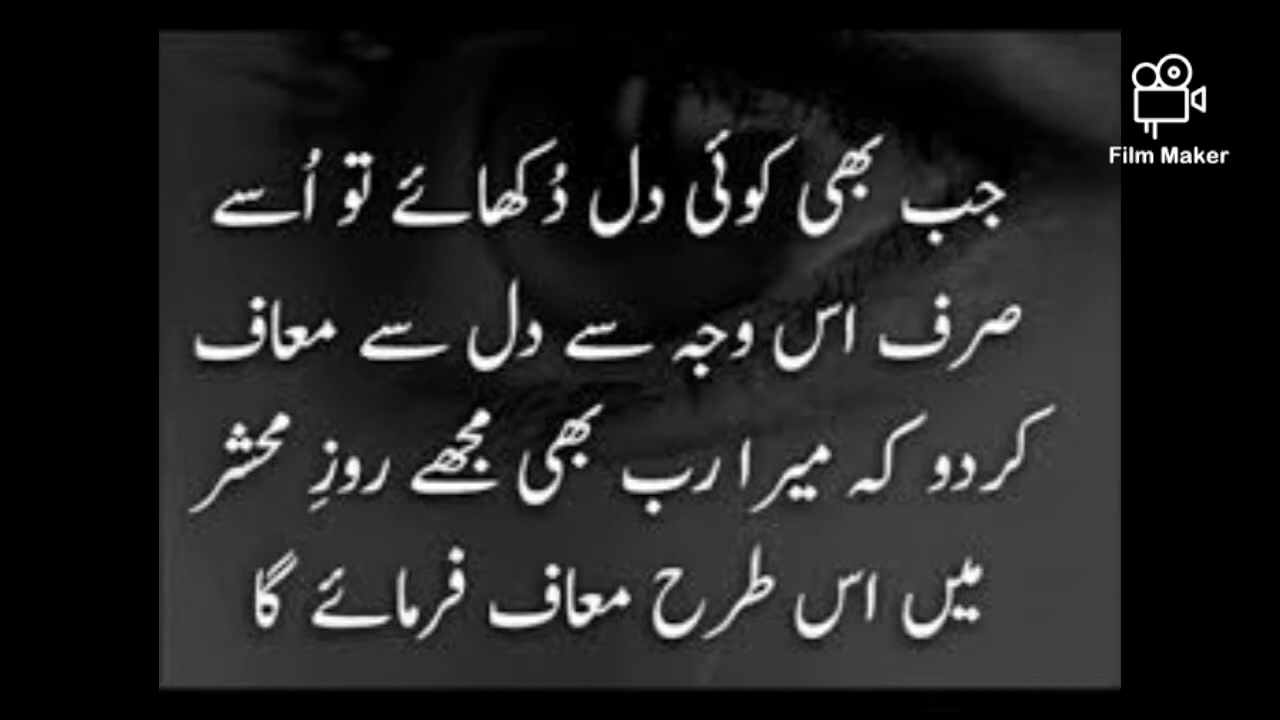 جب بھی کوئی دل دُکھائے تو اُسے
صرف اس وجہ سے دل سے معاف
کردو کہ میرا رب بھی مجھے روزِ محشر
میں اس طرح معاف فرمائے گا
Film Maker